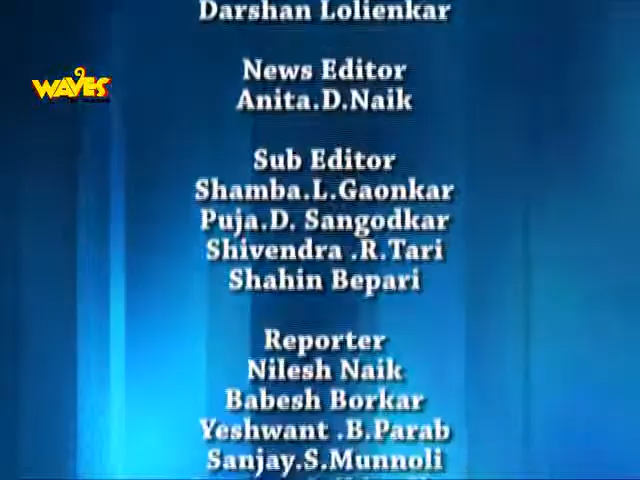 Darshan Lolienkar
WAVES
News Editor
Anita.D.Naik
Sub Editor
Shamba.L.Gaonkar
Puja.D. Sangodkar
Shivendra .R.Tari
Shahin Bepari
Reporter
Nilesh Naik
Babesh Borkar
Yeshwant .B.Parab
Sanjay.S.Munnoli